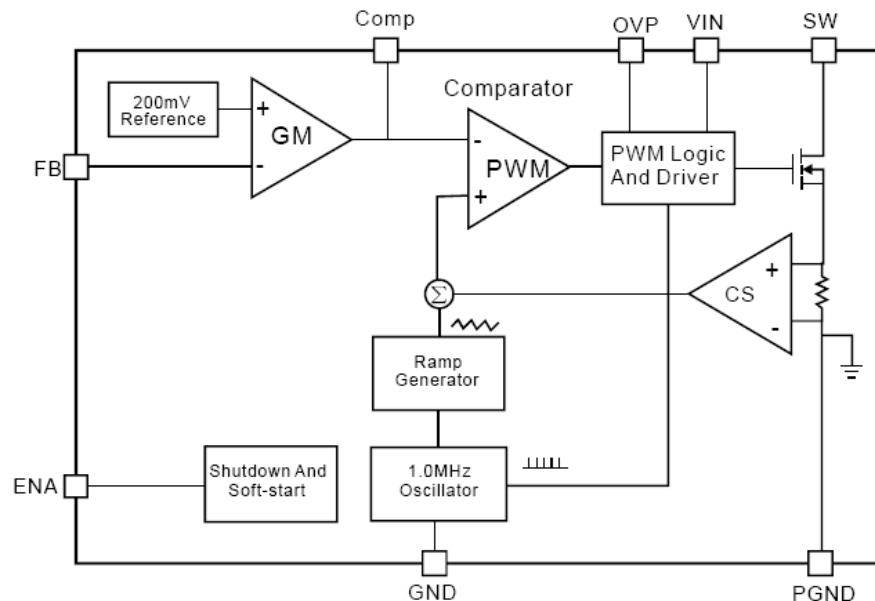 Comp
OVP
VIN
SW
200mV
Reference
+
-
GM
Comparator
-
+
PWM
PWM Logic
And Driver
FB
+
-
CS
Σ
Ramp
Generator
ENA
Shutdown And
Soft-start
1.0MHz
Oscillator
GND
PGND